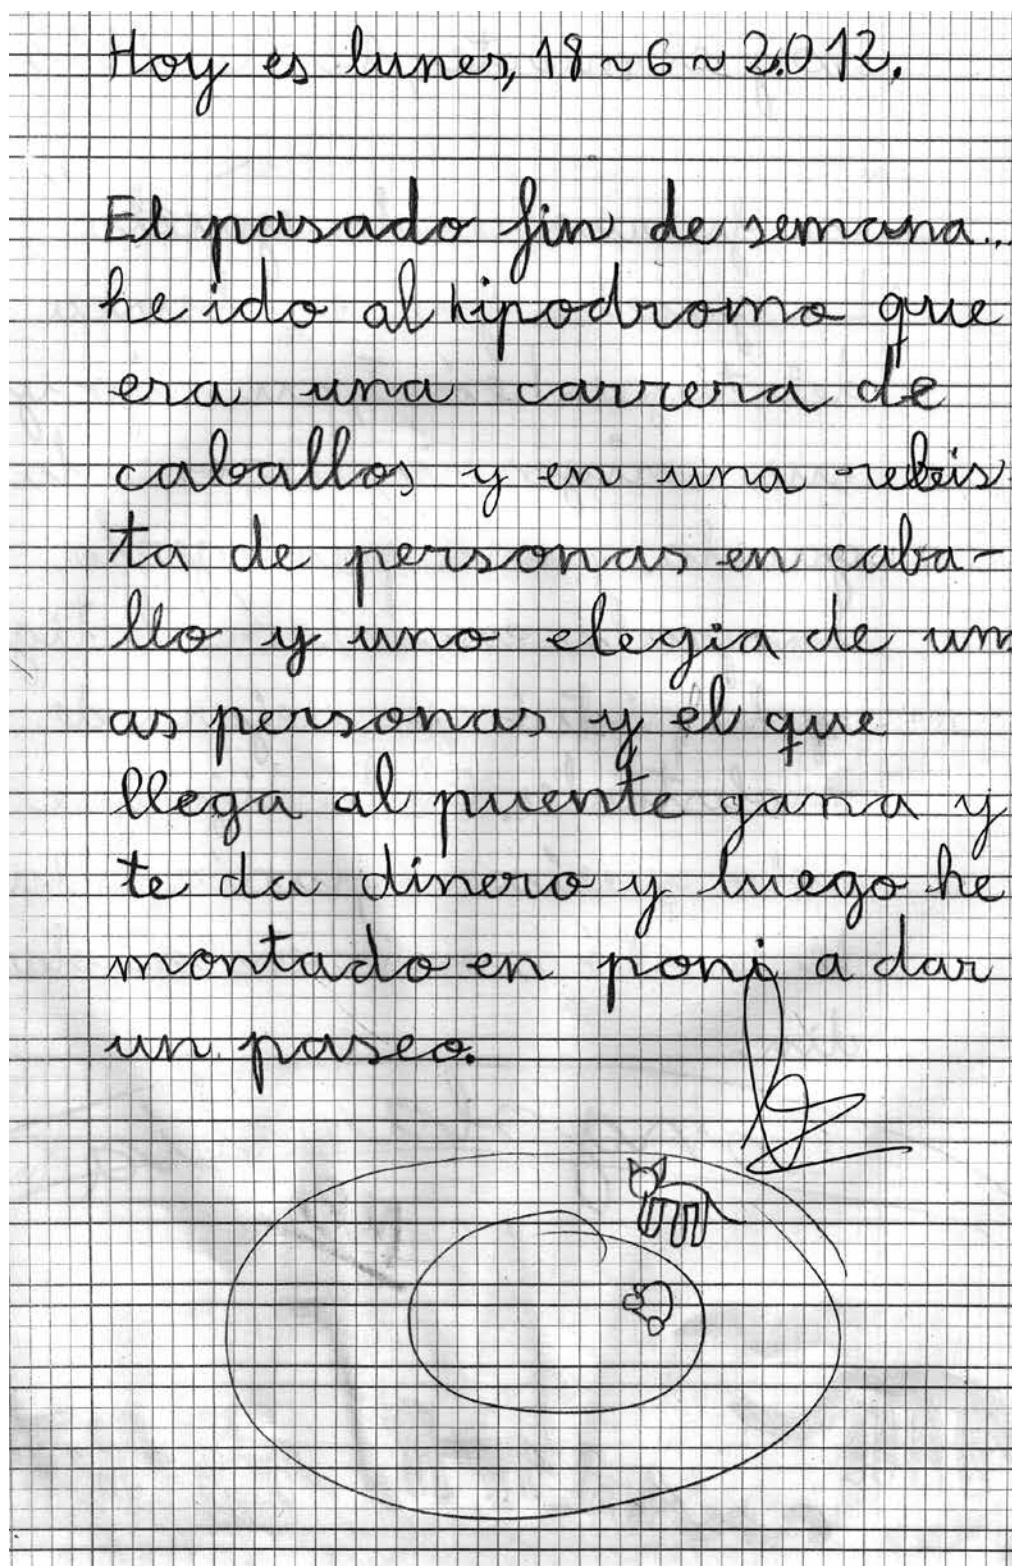 Hoy es lunes, 18 ~ 6 ~ 2.012.
El pasado fin de semana...
he ido al hipodromo que
era una carrera de
caballos y en una rebis
ta de personas en caba-
llo y uno elegia de un
as personas y él que
llega al puente gana y
te da dinero y luego he
montado en poni a dar
un paseo.